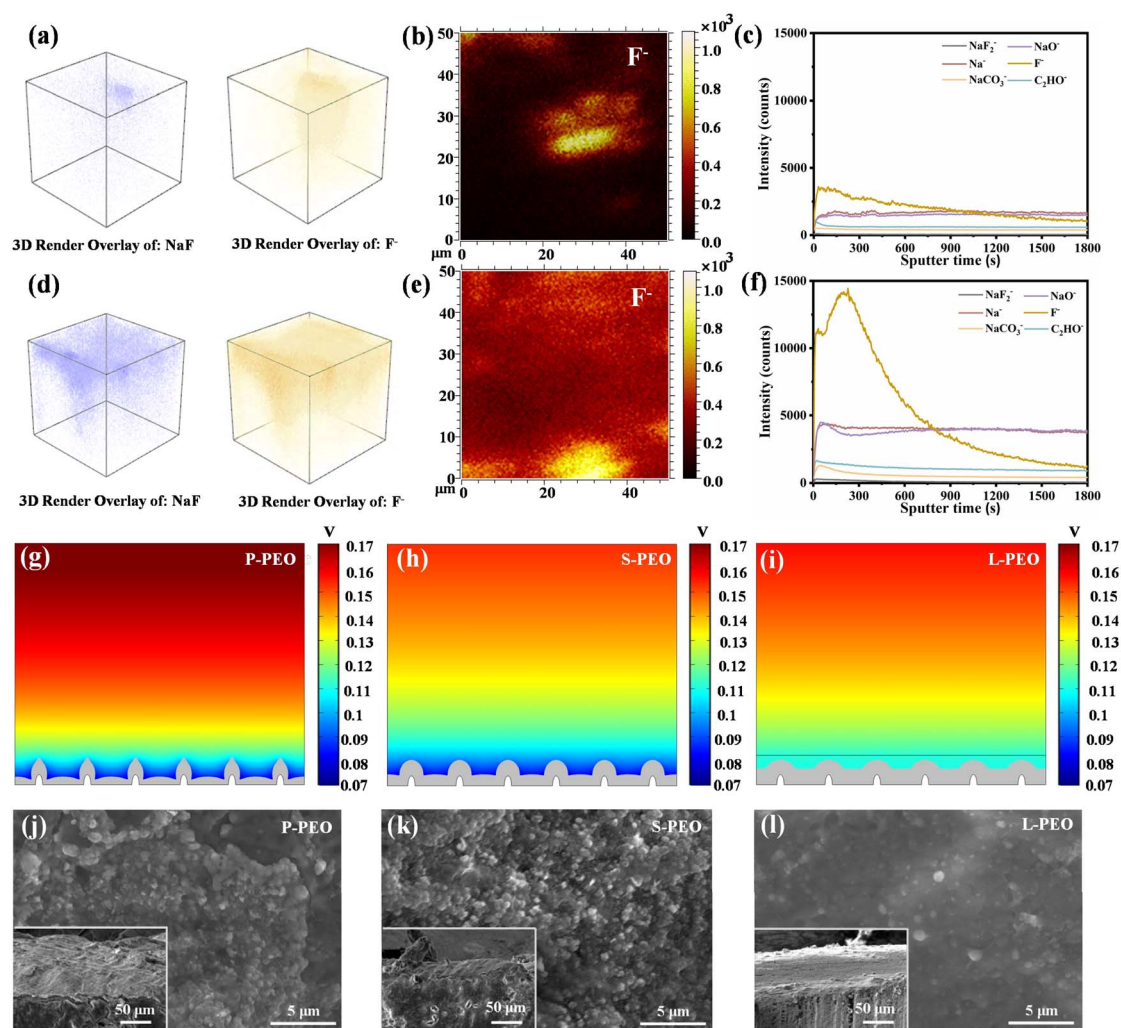 (a)
3D Render Overlay of: NaF
3D Render Overlay of: F-
(b)
F-
50
40
30
20
10
0
μm
0
20
40
×10³
1.0
0.8
0.6
0.4
0.2
0.0
(c)
Intensity (counts)
15000
10000
5000
0
NaF₂⁻
Na⁻
NaCO₃⁻
NaO⁻
F⁻
C₂HO⁻
0 300 600 900 1200 1500 1800
Sputter time (s)
(d)
3D Render Overlay of: NaF
3D Render Overlay of: F-
(e)
F-
50
40
30
20
10
0
μm
0
20
40
×10³
1.0
0.8
0.6
0.4
0.2
0.0
(f)
Intensity (counts)
15000
10000
5000
0
NaF₂⁻
Na⁻
NaCO₃⁻
NaO⁻
F⁻
C₂HO⁻
0 300 600 900 1200 1500 1800
Sputter time (s)
(g)
P-PEO
V
0.17
0.16
0.15
0.13
0.12
0.11
0.1
0.09
0.08
0.07
(h)
S-PEO
V
0.17
0.16
0.15
0.13
0.12
0.11
0.1
0.09
0.08
0.07
(i)
L-PEO
V
0.17
0.16
0.15
0.13
0.12
0.11
0.1
0.09
0.08
0.07
(j)
P-PEO
50 μm
5 μm
(k)
S-PEO
50 μm
5 μm
(l)
L-PEO
50 μm
5 μm